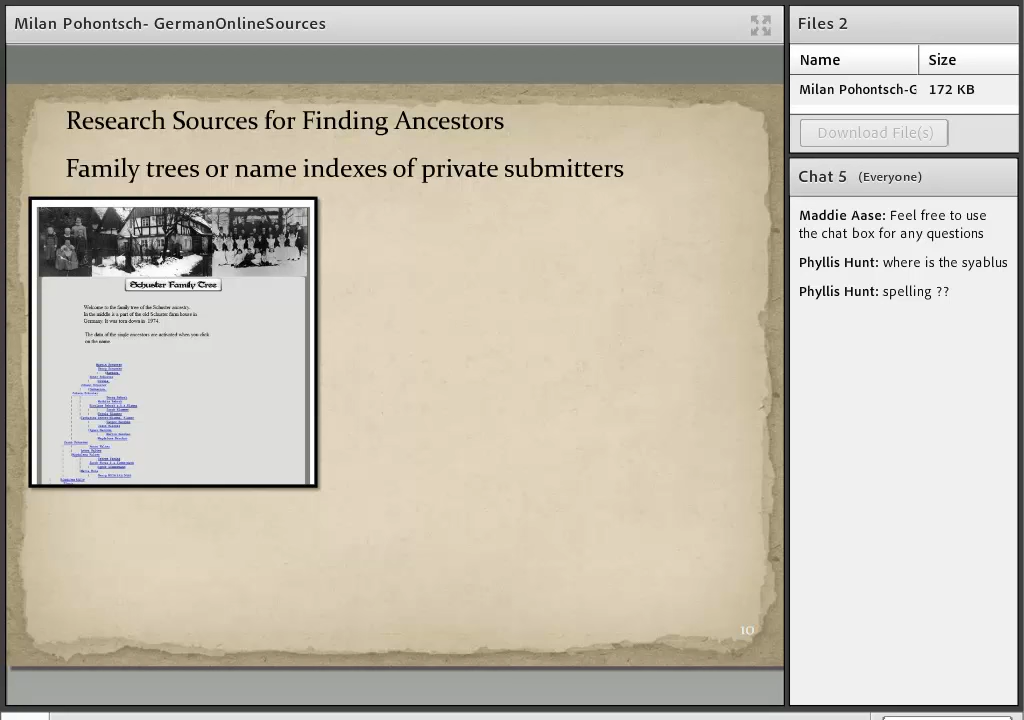 Milan Pohontsch- GermanOnlineSources
Research Sources for Finding Ancestors
Family trees or name indexes of private submitters
Schuster Family Tree
Welcome to the family tree of the Schuster ancestry.
In the middle is a part of the old Schuster farm house in
Germany. It was torn down in 1974.
The data of the single ancestors are activated when you click
on the name
10
Files 2
Name Size
Milan Pohontsch-G 172 KB
Download File(s)
Chat 5 (Everyone)
Maddie Aase: Feel free to use
the chat box for any questions
Phyllis Hunt: where is the syablus
Phyllis Hunt: spelling ??